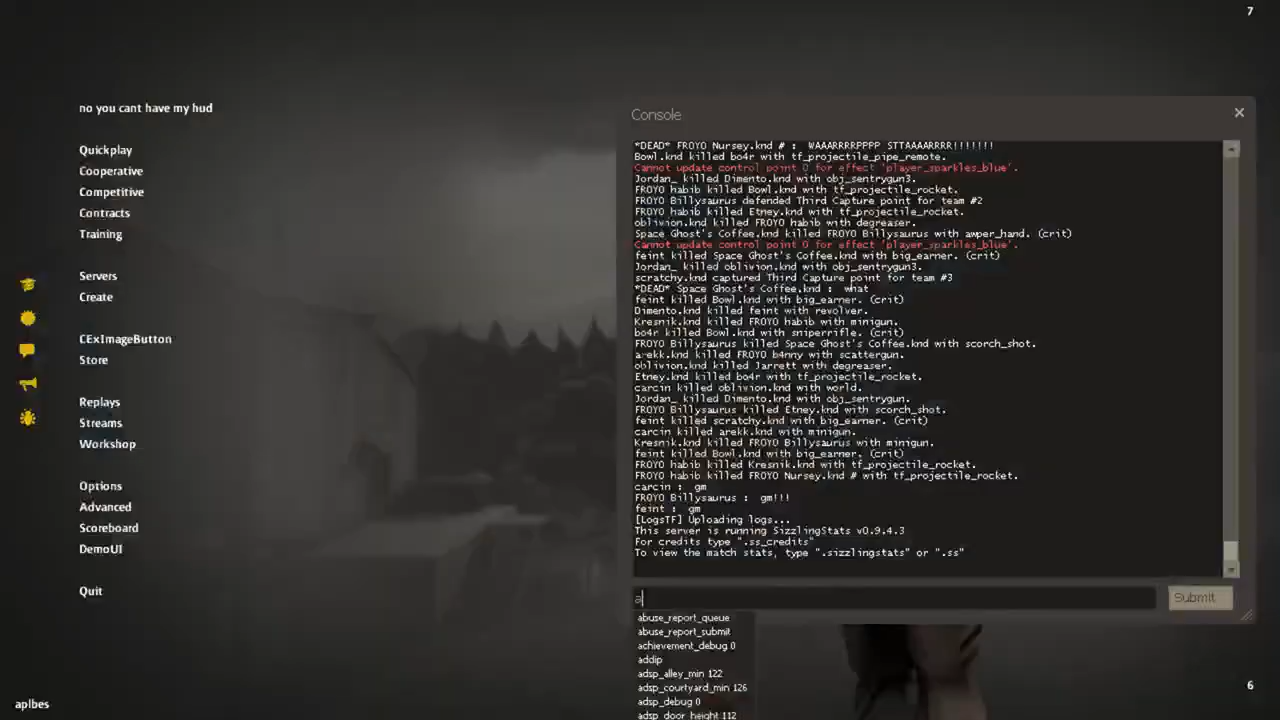 7
no you cant have my hud
Quickplay
Cooperative
Competitive
Contracts
Training
Servers
Create
CExImageButton
Store
Replays
Streams
Workshop
Options
Advanced
Scoreboard
DemoUI
Quit
aplbes
Console
*DEAD* FROYO Nursey.knd # :  WAAARRRRPPPP STTAAAARRRR!!!!!!!
Bowl.knd killed bo4r with tf_projectile_pipe_remote.
Cannot update control point 0 for effect 'player_sparkles_blue'.
Jordan_ killed Dimento.knd with obj_sentrygun3.
FROYO habib killed Bowl.knd with tf_projectile_rocket.
FROYO Billysaurus defended Third Capture point for team #2
FROYO habib killed Etney.knd with tf_projectile_rocket.
oblivion.knd killed FROYO habib with degreaser.
Space Ghost's Coffee.knd killed FROYO Billysaurus with awper_hand. (crit)
Cannot update control point 0 for effect 'player_sparkles_blue'.
feint killed Space Ghost's Coffee.knd with big_earner. (crit)
Jordan_ killed oblivion.knd with obj_sentrygun3.
scratchy.knd captured Third Capture point for team #3
*DEAD* Space Ghost's Coffee.knd :  what
feint killed Bowl.knd with big_earner. (crit)
Dimento.knd killed feint with revolver.
Kresnik.knd killed FROYO habib with minigun.
bo4r killed Bowl.knd with sniperrifle. (crit)
FROYO Billysaurus killed Space Ghost's Coffee.knd with scorch_shot.
arekk.knd killed FROYO b4nny with scattergun.
oblivion.knd killed Jarrett with degreaser.
Etney.knd killed bo4r with tf_projectile_rocket.
carcin killed oblivion.knd with world.
Jordan_ killed Dimento.knd with obj_sentrygun.
FROYO Billysaurus killed Etney.knd with scorch_shot.
feint killed scratchy.knd with big_earner. (crit)
carcin killed arekk.knd with minigun.
Kresnik.knd killed FROYO Billysaurus with minigun.
feint killed Bowl.knd with big_earner. (crit)
FROYO habib killed Kresnik.knd with tf_projectile_rocket.
FROYO habib killed FROYO Nursey.knd # with tf_projectile_rocket.
carcin :  gm
FROYO Billysaurus :  gm!!!
feint :  gm
[LogsTF] Uploading logs...
This server is running SizzlingStats v0.9.4.3
For credits type ".ss_credits"
To view the match stats, type ".sizzlingstats" or ".ss"
a
Submit
abuse_report_queue
abuse_report_submit
achievement_debug 0
addip
adsp_alley_min 122
adsp_courtyard_min 126
adsp_debug 0
adsp_door_height 112
6